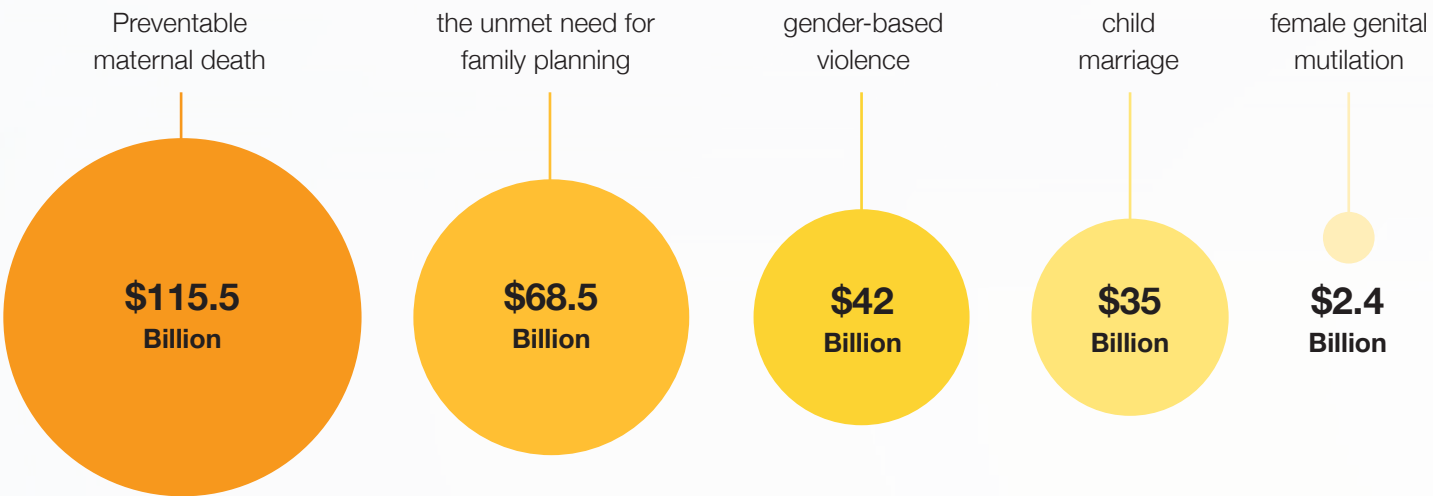 Preventable
maternal death
the unmet need for
family planning
gender-based
violence
child
marriage
female genital
mutilation
$115.5
Billion
$68.5
Billion
$42
Billion
$35
Billion
$2.4
Billion